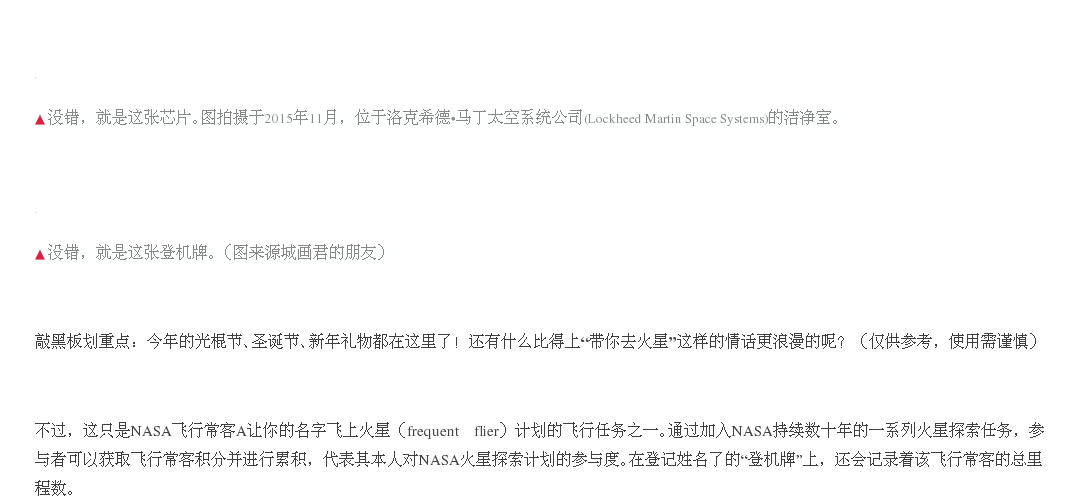 ▲没错，就是这张芯片。图拍摄于2015年11月，位于洛克希德•马丁太空系统公司(Lockheed Martin Space Systems)的洁净室。
▲没错，就是这张登机牌。（图来源城画君的朋友）
敲黑板划重点：今年的光棍节、圣诞节、新年礼物都在这里了！还有什么比得上“带你去火星”这样的情话更浪漫的呢？（仅供参考，使用需谨慎）
不过，这只是NASA飞行常客A让你的名字飞上火星（frequent flier）计划的飞行任务之一。通过加入NASA持续数十年的一系列火星探索任务，参
与者可以获取飞行常客积分并进行累积，代表其本人对NASA火星探索计划的参与度。在登记姓名了的“登机牌”上，还会记录着该飞行常客的总里
程数。